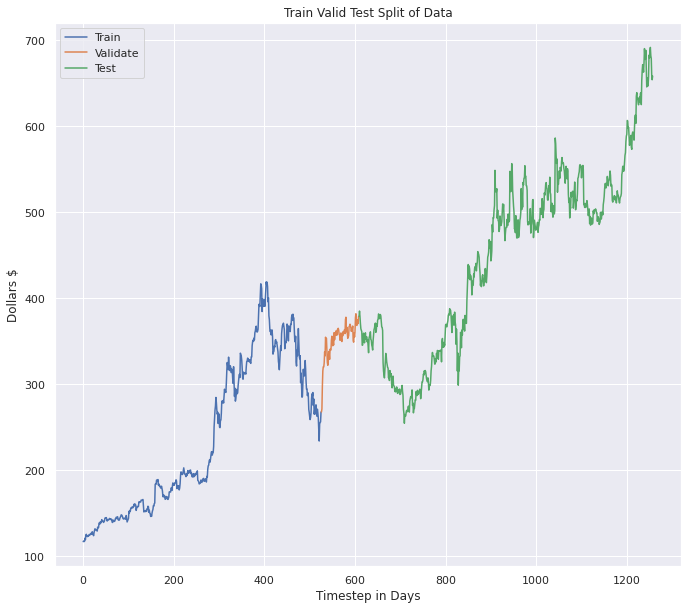 Train Valid Test Split of Data
Train
Validate
Test
700
600
500
400
300
200
100
Dollars $
0
200
400
600
800
1000
1200
Timestep in Days